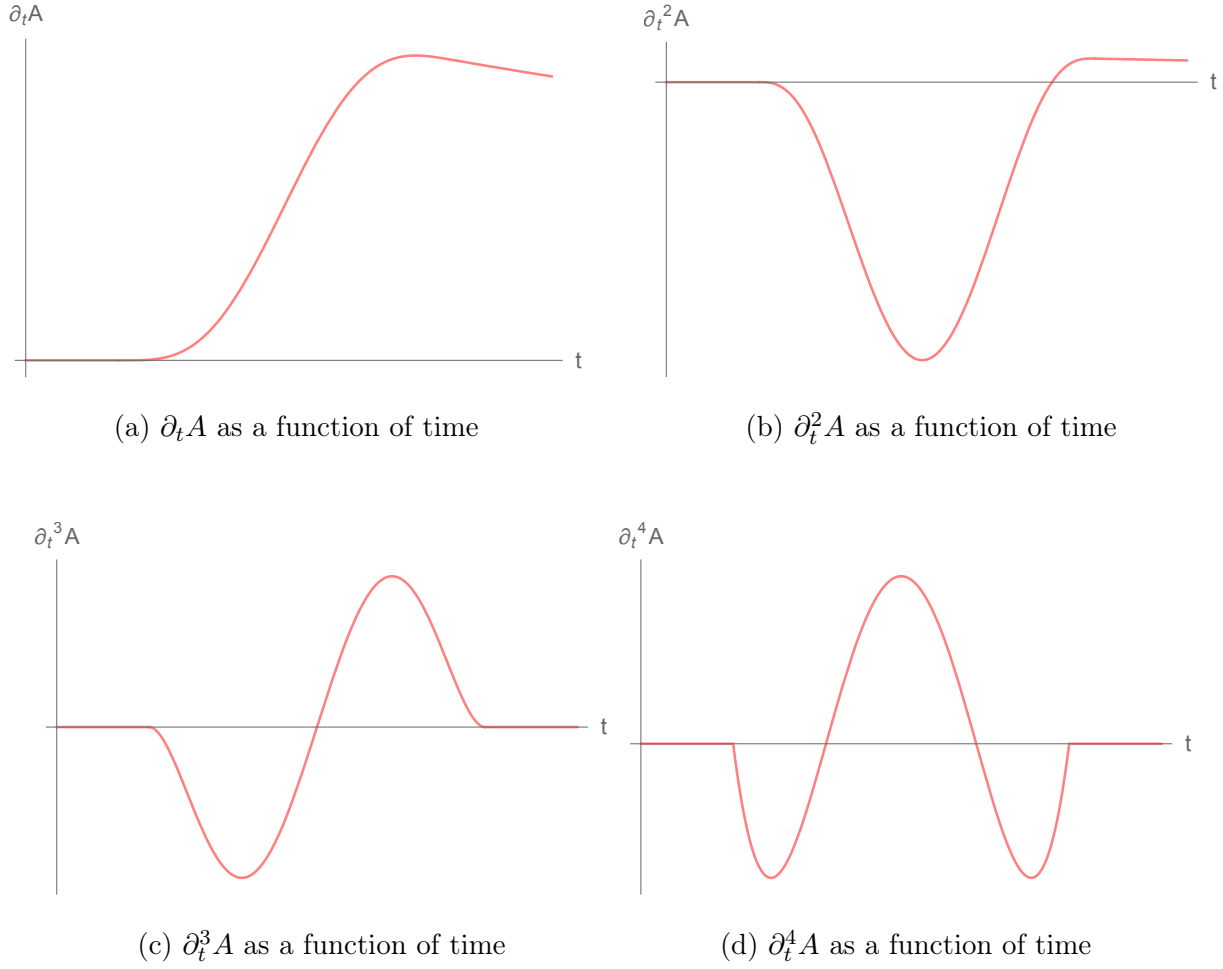 ∂ₜA
t
(a) ∂ₜA as a function of time
∂ₜ²A
t
(b) ∂ₜ²A as a function of time
∂ₜ³A
t
(c) ∂ₜ³A as a function of time
∂ₜ⁴A
t
(d) ∂ₜ⁴A as a function of time